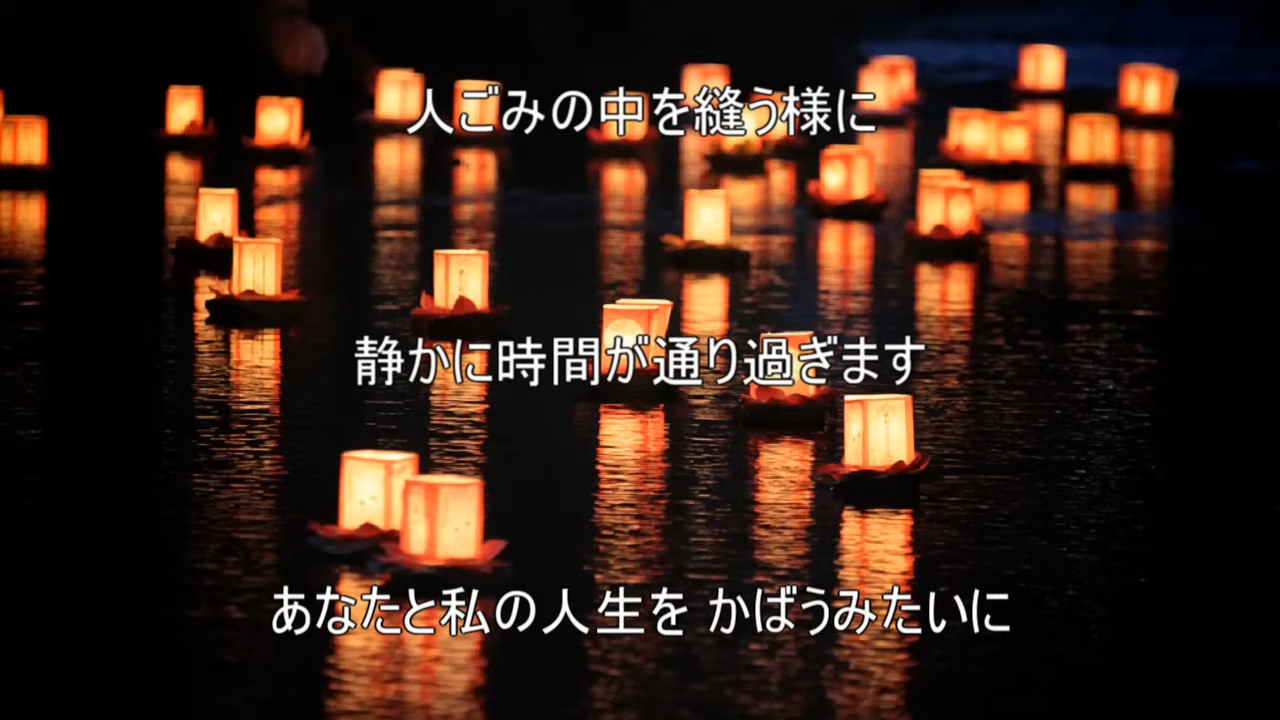 人ごみの中を縫う様に
静かに時間が通り過ぎます
あなたと私の人生を かばうみたいに